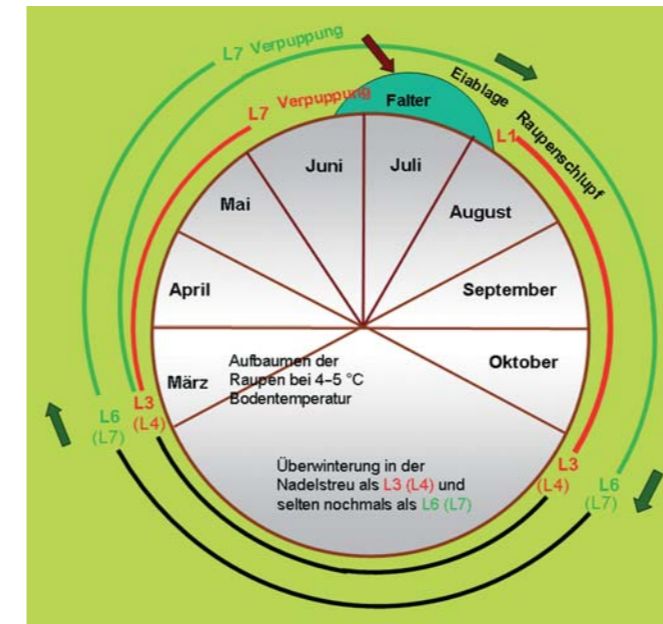 L7 Verpuppung
L7 Verpuppung
Falter
Eiablage
Raupenschlupf
L1
Juni
Juli
Mai
August
April
September
März
Oktober
Aufbaumen der
Raupen bei 4–5 °C
Bodentemperatur
L6
(L7)
L3
(L4)
Überwinterung in der
Nadelstreu als L3 (L4) und
selten nochmals als L6 (L7)
L3
(L4)
L6
(L7)